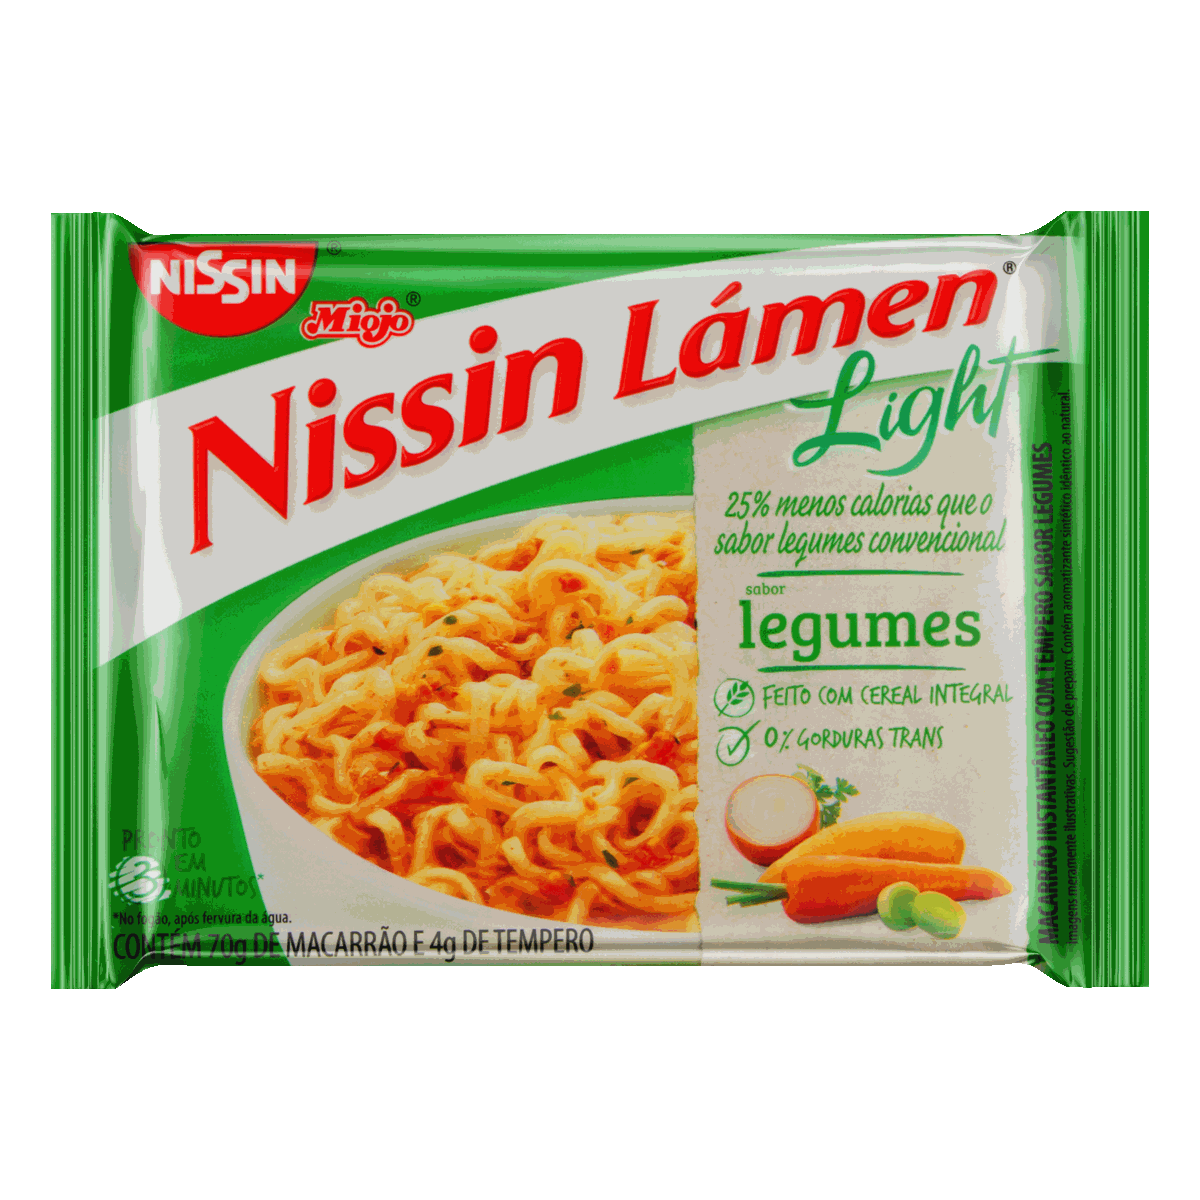 NISSIN ®
Miojo ®
Nissin Lámen ®
Light
25% menos calorias que o
sabor legumes convencional
sabor
legumes
FEITO COM CEREAL INTEGRAL
0% GORDURAS TRANS
PRONTO
EM
3 MINUTOS*
*No fogão, após fervura da água.
CONTÉM 70g DE MACARRÃO E 4g DE TEMPERO
MACARRÃO INSTANTÂNEO COM TEMPERO SABOR LEGUMES
Imagens meramente ilustrativas. Sugestão de preparo. Contém aromatizante sintético idêntico ao natural.